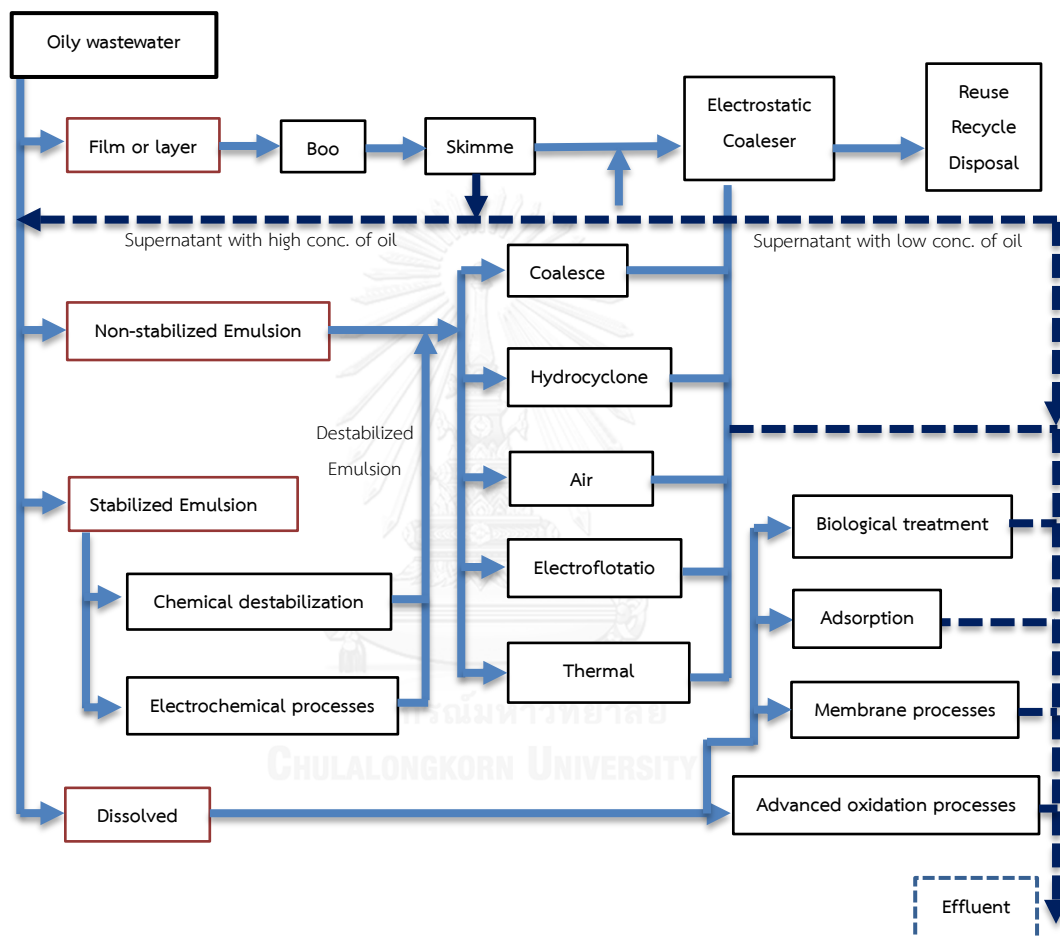 Oily wastewater
Film or layer
Boo
Skimme
Electrostatic
Coaleser
Reuse
Recycle
Disposal
Supernatant with high conc. of oil
Supernatant with low conc. of oil
Coalesce
Non-stabilized Emulsion
Hydrocyclone
Destabilized
Emulsion
Air
Stabilized Emulsion
Biological treatment
Electroflotatio
Chemical destabilization
Adsorption
Thermal
Electrochemical processes
Membrane processes
CHULALONGKORN UNIVERSITY
Dissolved
Advanced oxidation processes
Effluent